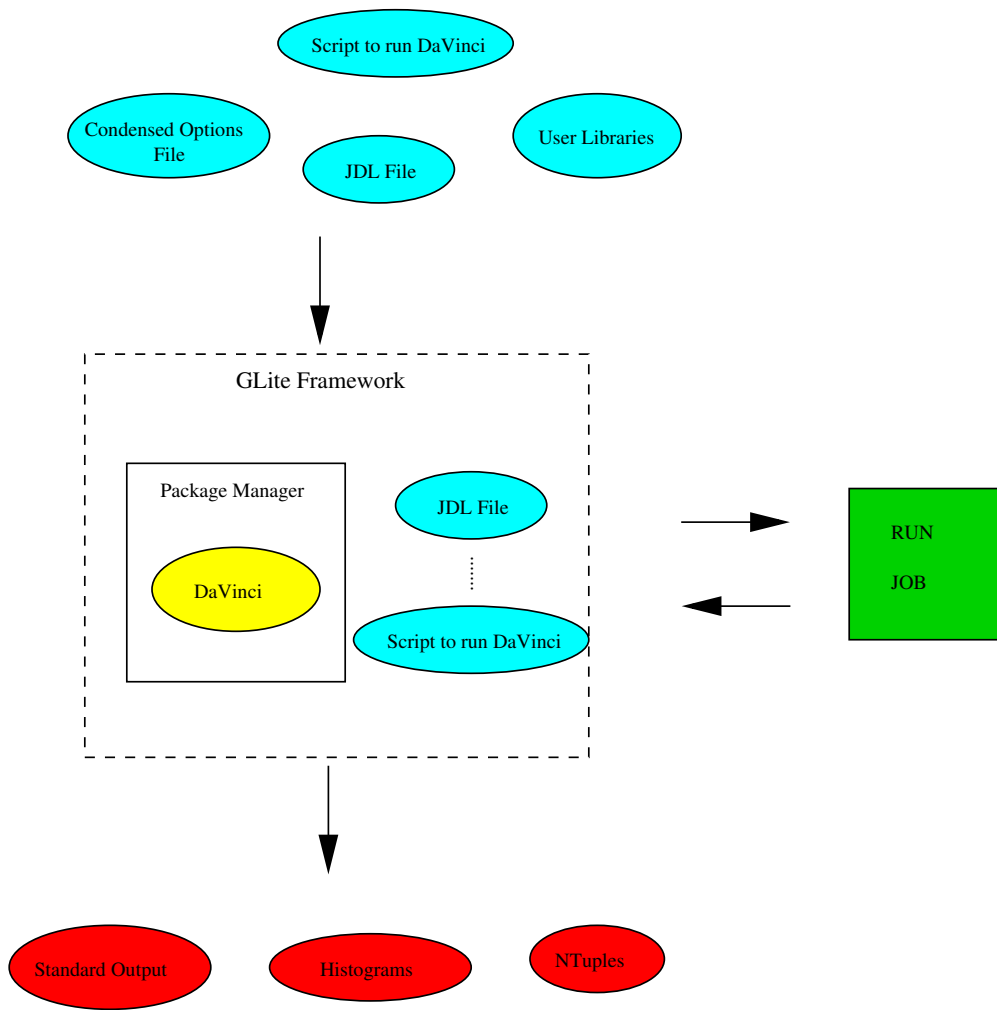 Script to run DaVinci
Condensed Options
File
User Libraries
JDL File
GLite Framework
Package Manager
JDL File
DaVinci
Script to run DaVinci
RUN
JOB
Standard Output
Histograms
NTuples